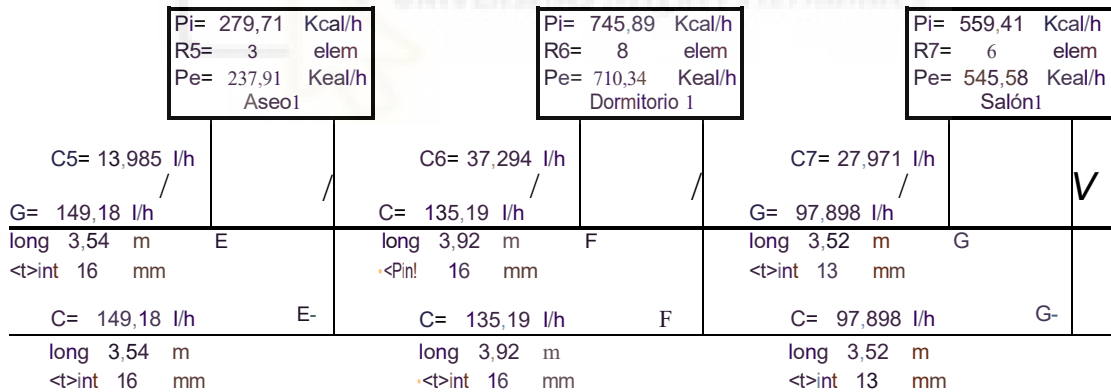 Pi= 279,71 Kcal/h
R5= 3 elem
Pe= 237,91 Keal/h
Aseo1
Pi= 745,89 Kcal/h
R6= 8 elem
Pe= 710,34 Keal/h
Dormitorio 1
Pi= 559,41 Kcal/h
R7= 6 elem
Pe= 545,58 Keal/h
Salón1
C5= 13,985 l/h
C6= 37,294 l/h
C7= 27,971 l/h
/ / / / / V
G= 149,18 l/h
C= 135,19 l/h
G= 97,898 l/h
long 3,54 m E
long 3,92 m F
long 3,52 m G
<t>int 16 mm
·<Pin! 16 mm
<t>int 13 mm
C= 149,18 l/h E-
C= 135,19 l/h F
C= 97,898 l/h G-
long 3,54 m
long 3,92 m
long 3,52 m
<t>int 16 mm
·<t>int 16 mm
<t>int 13 mm